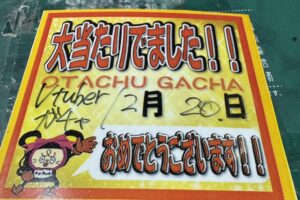 大当たりでました!!
OTACHU GACHA
Vtuber
ガチャ
12月20.日
おめでとうございます!!